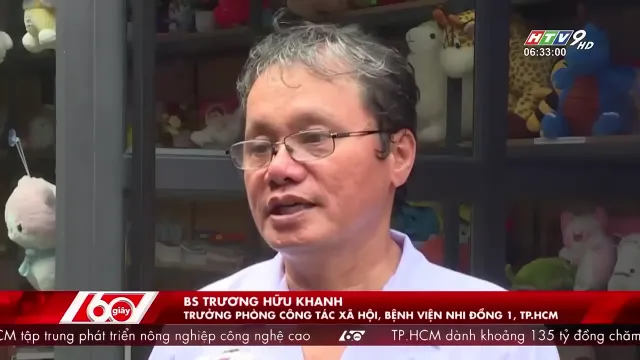 HTV9 HD
06:33:00
BS TRƯƠNG HỮU KHANH
TRƯỞNG PHÒNG CÔNG TÁC XÃ HỘI, BỆNH VIỆN NHI ĐỒNG 1, TP.HCM
60 giây
HCM tập trung phát triển nông nghiệp công nghệ cao 60 TP.HCM dành khoảng 135 tỷ đồng chăm